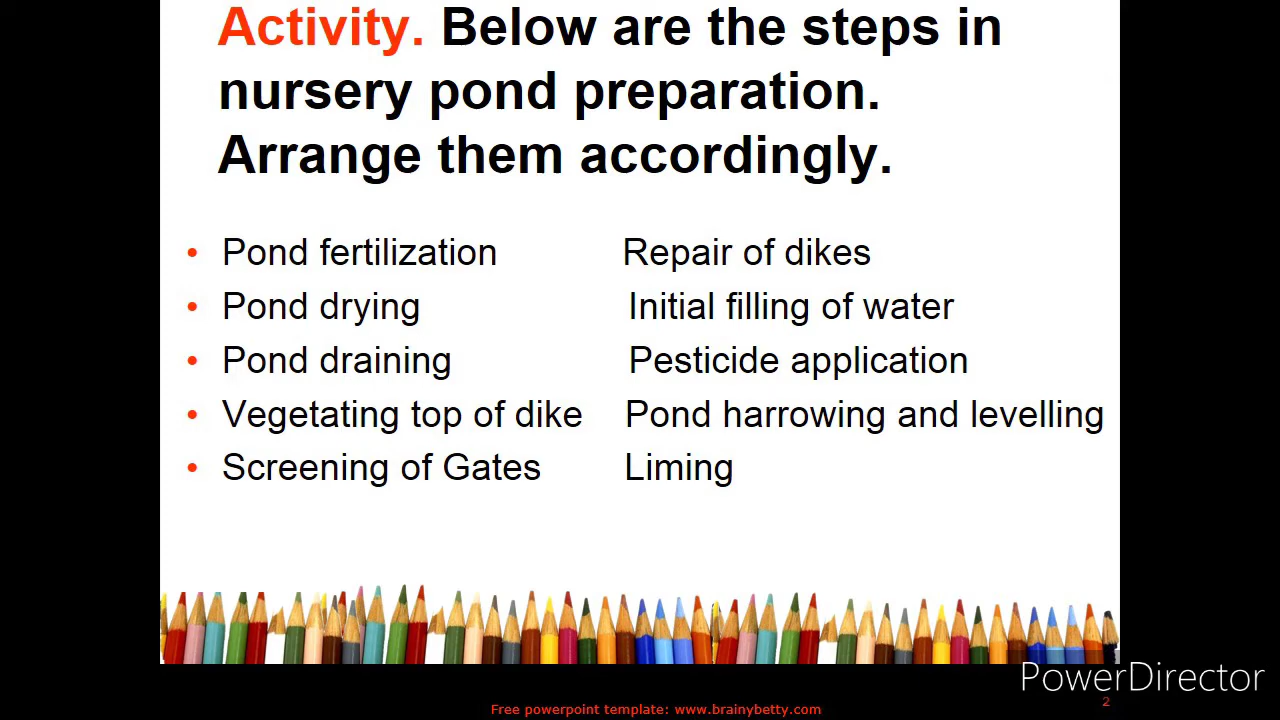 Activity. Below are the steps in
nursery pond preparation.
Arrange them accordingly.
• Pond fertilization Repair of dikes
• Pond drying Initial filling of water
• Pond draining Pesticide application
• Vegetating top of dike Pond harrowing and levelling
• Screening of Gates Liming
PowerDirector
2
Free powerpoint template: www.brainybetty.com